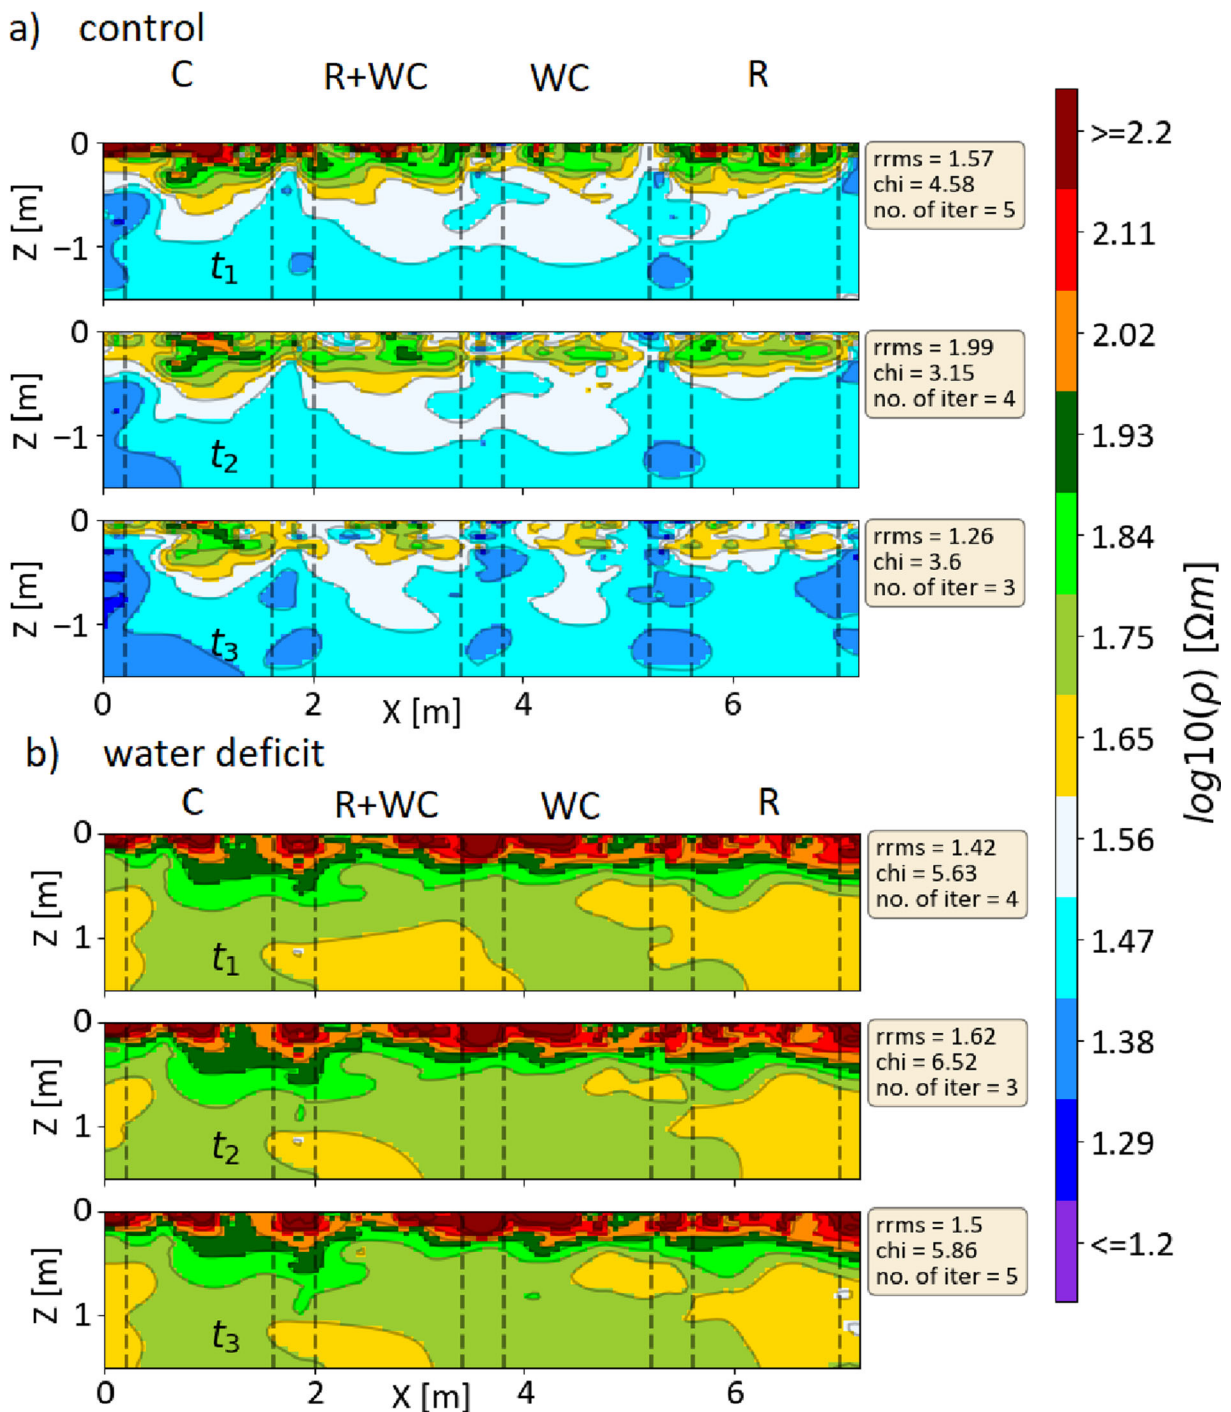 a) control
C R+WC WC R
0
Z [m]
−1
t1
rrms = 1.57
chi = 4.58
no. of iter = 5
0
Z [m]
−1
t2
rrms = 1.99
chi = 3.15
no. of iter = 4
0
Z [m]
−1
t3
rrms = 1.26
chi = 3.6
no. of iter = 3
0 2 4 6
X [m]
b) water deficit
C R+WC WC R
0
Z [m]
1
t1
rrms = 1.42
chi = 5.63
no. of iter = 4
0
Z [m]
1
t2
rrms = 1.62
chi = 6.52
no. of iter = 3
0
Z [m]
1
t3
rrms = 1.5
chi = 5.86
no. of iter = 5
0 2 4 6
X [m]
>=2.2
2.11
2.02
1.93
1.84
1.75
1.65
1.56
1.47
1.38
1.29
<=1.2
log10(ρ) [Ωm]